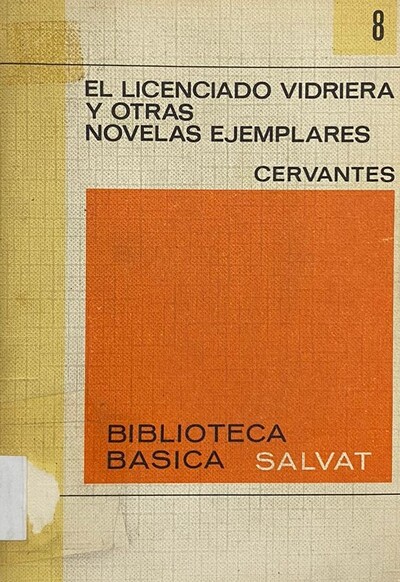 8
EL LICENCIADO VIDRIERA
Y OTRAS
NOVELAS EJEMPLARES
CERVANTES
BIBLIOTECA
BASICA SALVAT